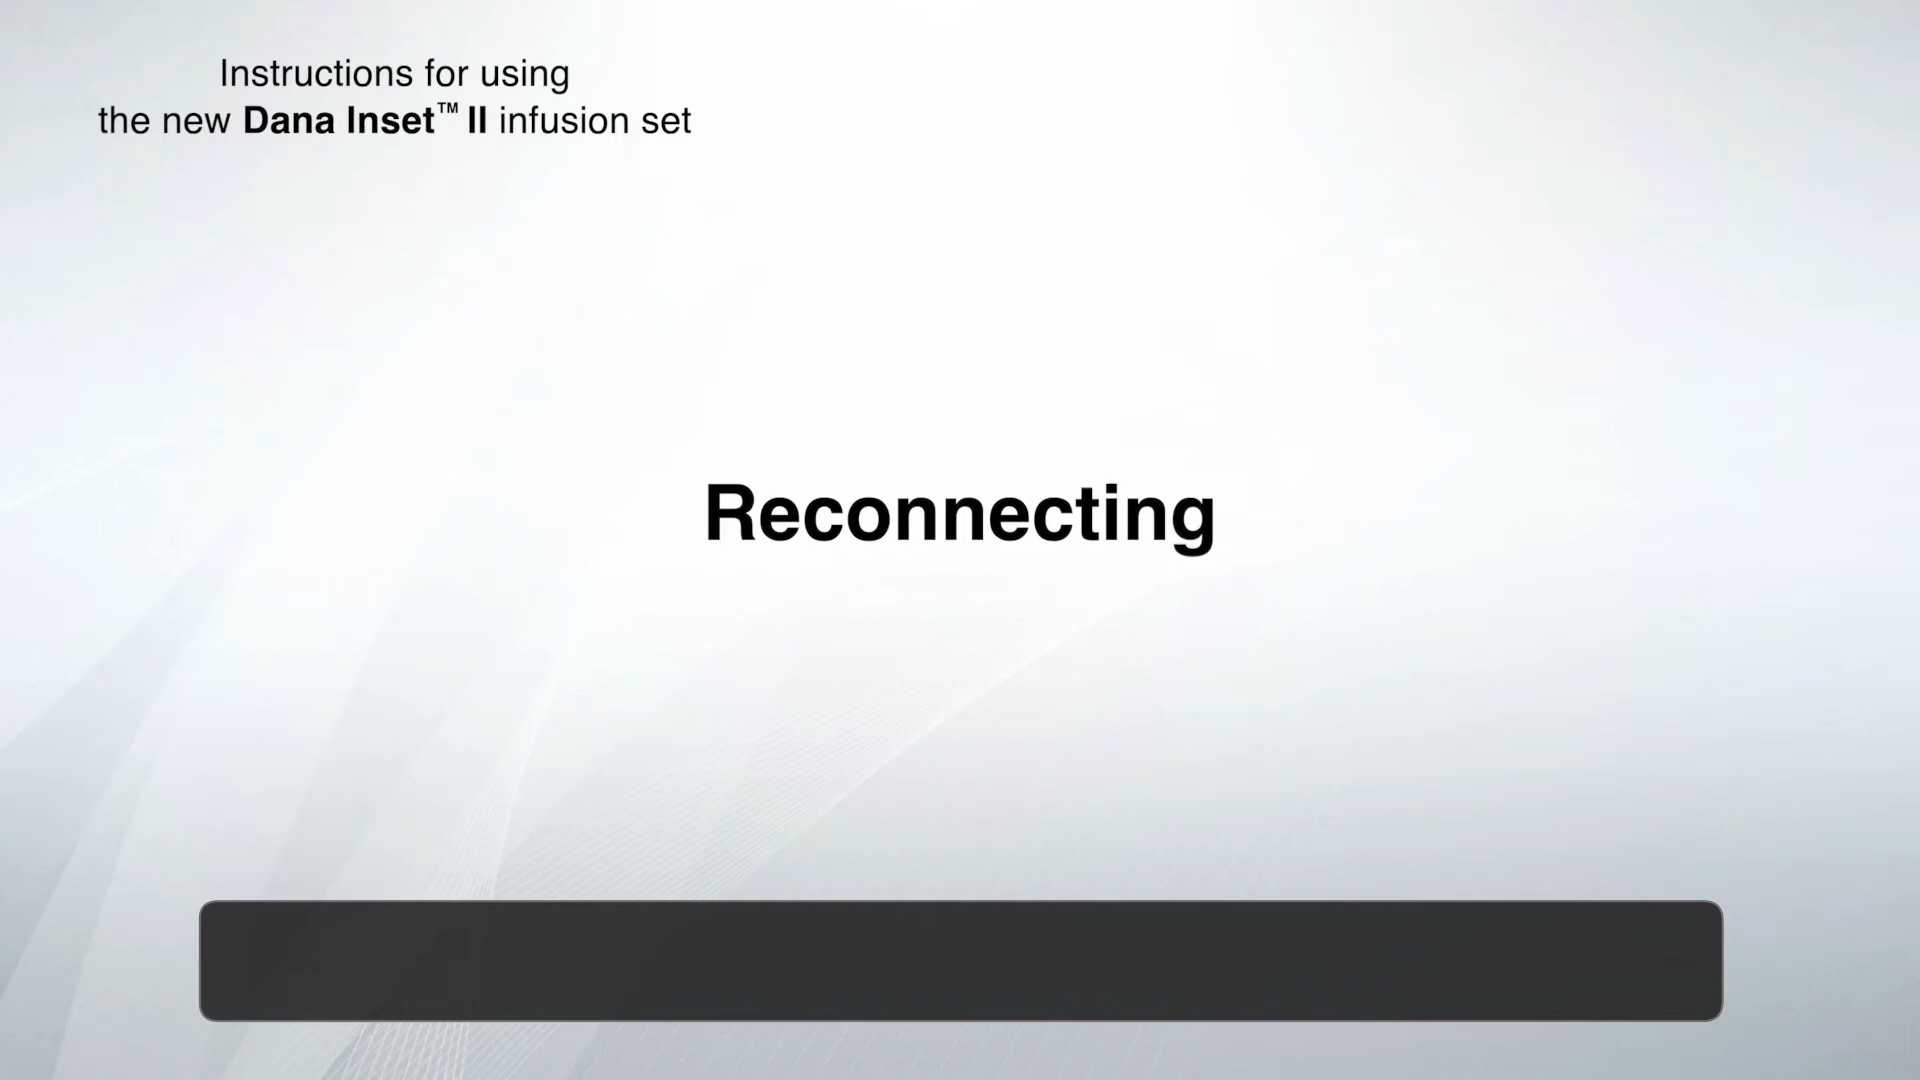 Instructions for using
the new Dana Inset™ II infusion set
Reconnecting